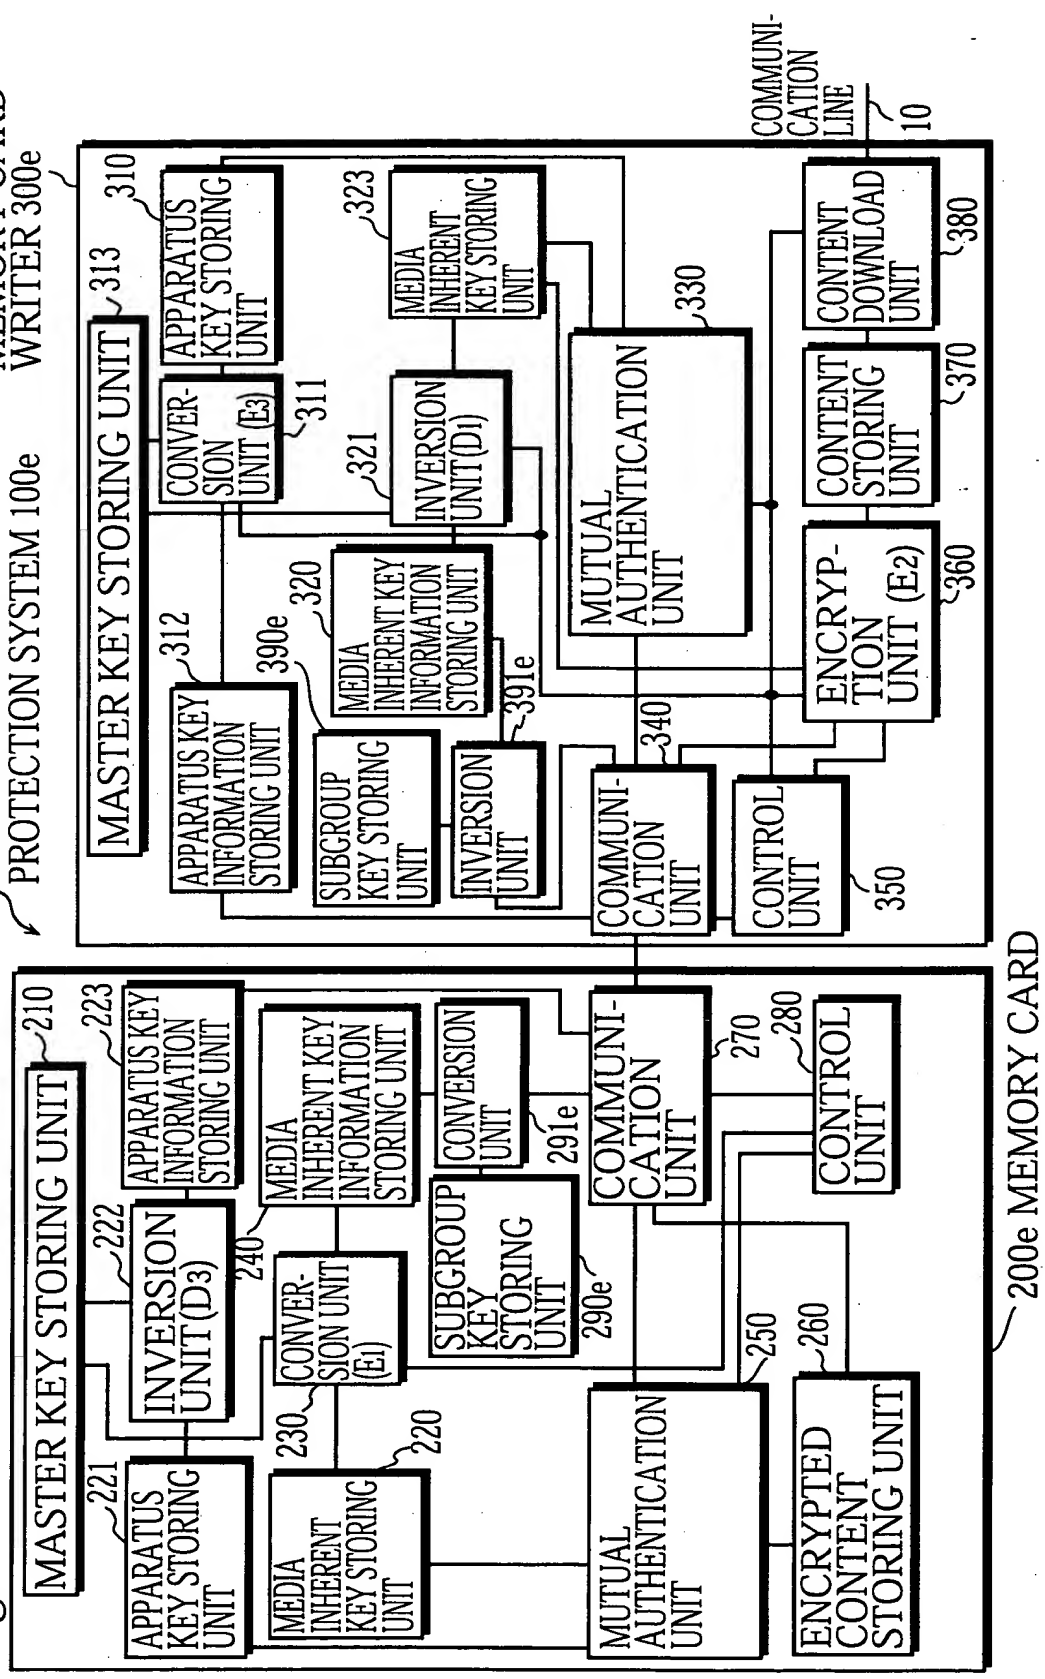 PROTECTION SYSTEM 100e
WRITER 300e
MASTER KEY STORING UNIT
210
APPARATUS KEY
INFORMATION
STORING UNIT
223
INVERSION
UNIT(D3)
222
APPARATUS
KEY STORING
UNIT
221
MEDIA
INHERENT KEY
INFORMATION
STORING UNIT
240
CONVER-
SION UNIT
(E1)
230
MEDIA
INHERENT
KEY STORING
UNIT
220
CONVERSION
UNIT
291e
SUBGROUP
KEY
STORING
UNIT
290e
COMMUNI-
CATION
UNIT
270
MUTUAL
AUTHENTICATION
UNIT
250
CONTROL
UNIT
280
ENCRYPTED
CONTENT
STORING UNIT
260
200e MEMORY CARD
MASTER KEY STORING UNIT
313
APPARATUS
KEY STORING
UNIT
310
CONVER-
SION
UNIT (E3)
311
APPARATUS KEY
INFORMATION
STORING UNIT
312
MEDIA
INHERENT
KEY STORING
UNIT
323
INVERSION
UNIT(D1)
321
MEDIA
INHERENT KEY
INFORMATION
STORING UNIT
320
SUBGROUP
KEY STORING
UNIT
390e
INVERSION
UNIT
391e
MUTUAL
AUTHENTICATION
UNIT
330
COMMUNI-
CATION
UNIT
340
CONTROL
UNIT
350
ENCRYP-
TION
UNIT (E2)
360
CONTENT
STORING
UNIT
370
CONTENT
DOWNLOAD
UNIT
380
COMMUNI-
CATION
LINE
10